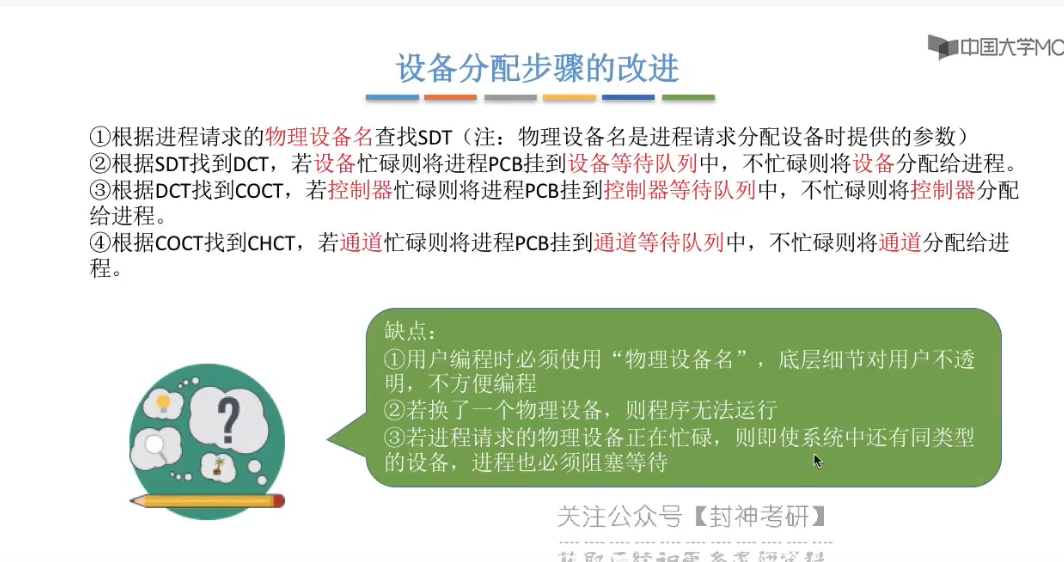 中国大学MO
设备分配步骤的改进
①根据进程请求的物理设备名查找SDT（注：物理设备名是进程请求分配设备时提供的参数）
②根据SDT找到DCT，若设备忙碌则将进程PCB挂到设备等待队列中，不忙碌则将设备分配给进程。
③根据DCT找到COCT，若控制器忙碌则将进程PCB挂到控制器等待队列中，不忙碌则将控制器分配
给进程。
④根据COCT找到CHCT，若通道忙碌则将进程PCB挂到通道等待队列中，不忙碌则将通道分配给进
程。
缺点：
①用户编程时必须使用“物理设备名”，底层细节对用户不透
明，不方便编程
②若换了一个物理设备，则程序无法运行
③若进程请求的物理设备正在忙碌，则即使系统中还有同类型
的设备，进程也必须阻塞等待
?
关注公众号【封神考研】